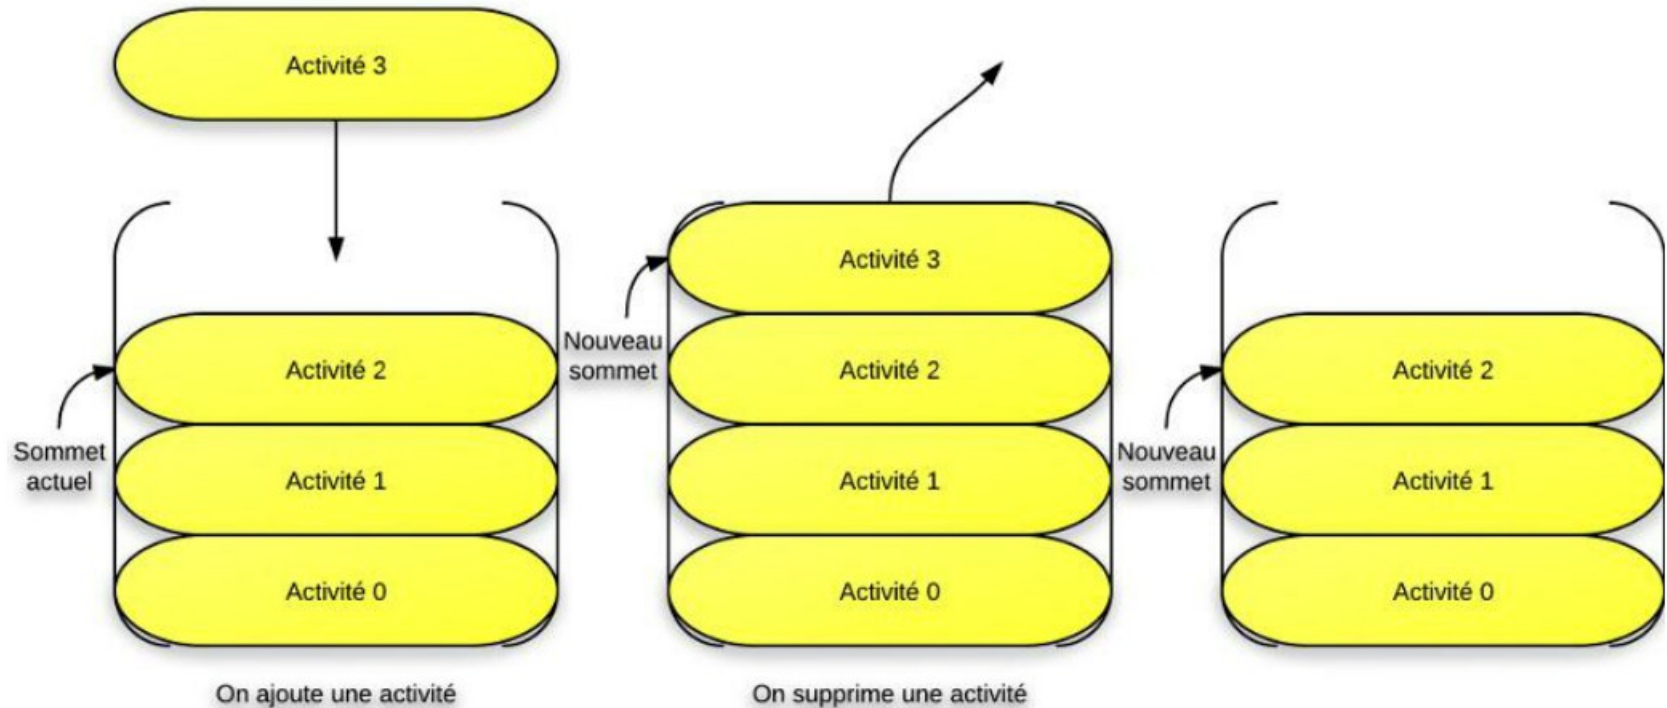 Activité 3
Activité 2
Sommet
actuel
Activité 1
Activité 0
On ajoute une activité
Activité 3
Nouveau
sommet
Activité 2
Activité 1
Activité 0
On supprime une activité
Nouveau
sommet
Activité 2
Activité 1
Activité 0